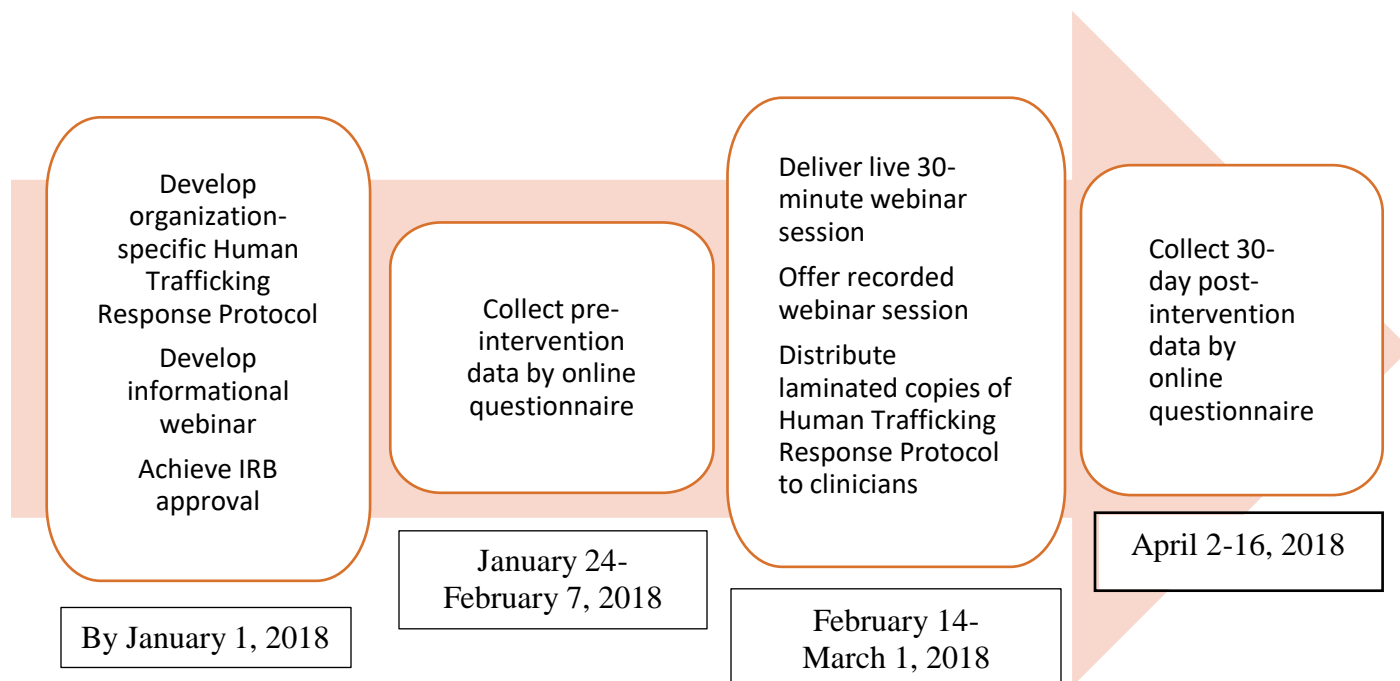 Develop
organization-
specific Human
Trafficking
Response Protocol
Develop
informational
webinar
Achieve IRB
approval
By January 1, 2018
Collect pre-
intervention
data by online
questionnaire
January 24-
February 7, 2018
Deliver live 30-
minute webinar
session
Offer recorded
webinar session
Distribute
laminated copies of
Human Trafficking
Response Protocol
to clinicians
February 14-
March 1, 2018
Collect 30-
day post-
intervention
data by
online
questionnaire
April 2-16, 2018